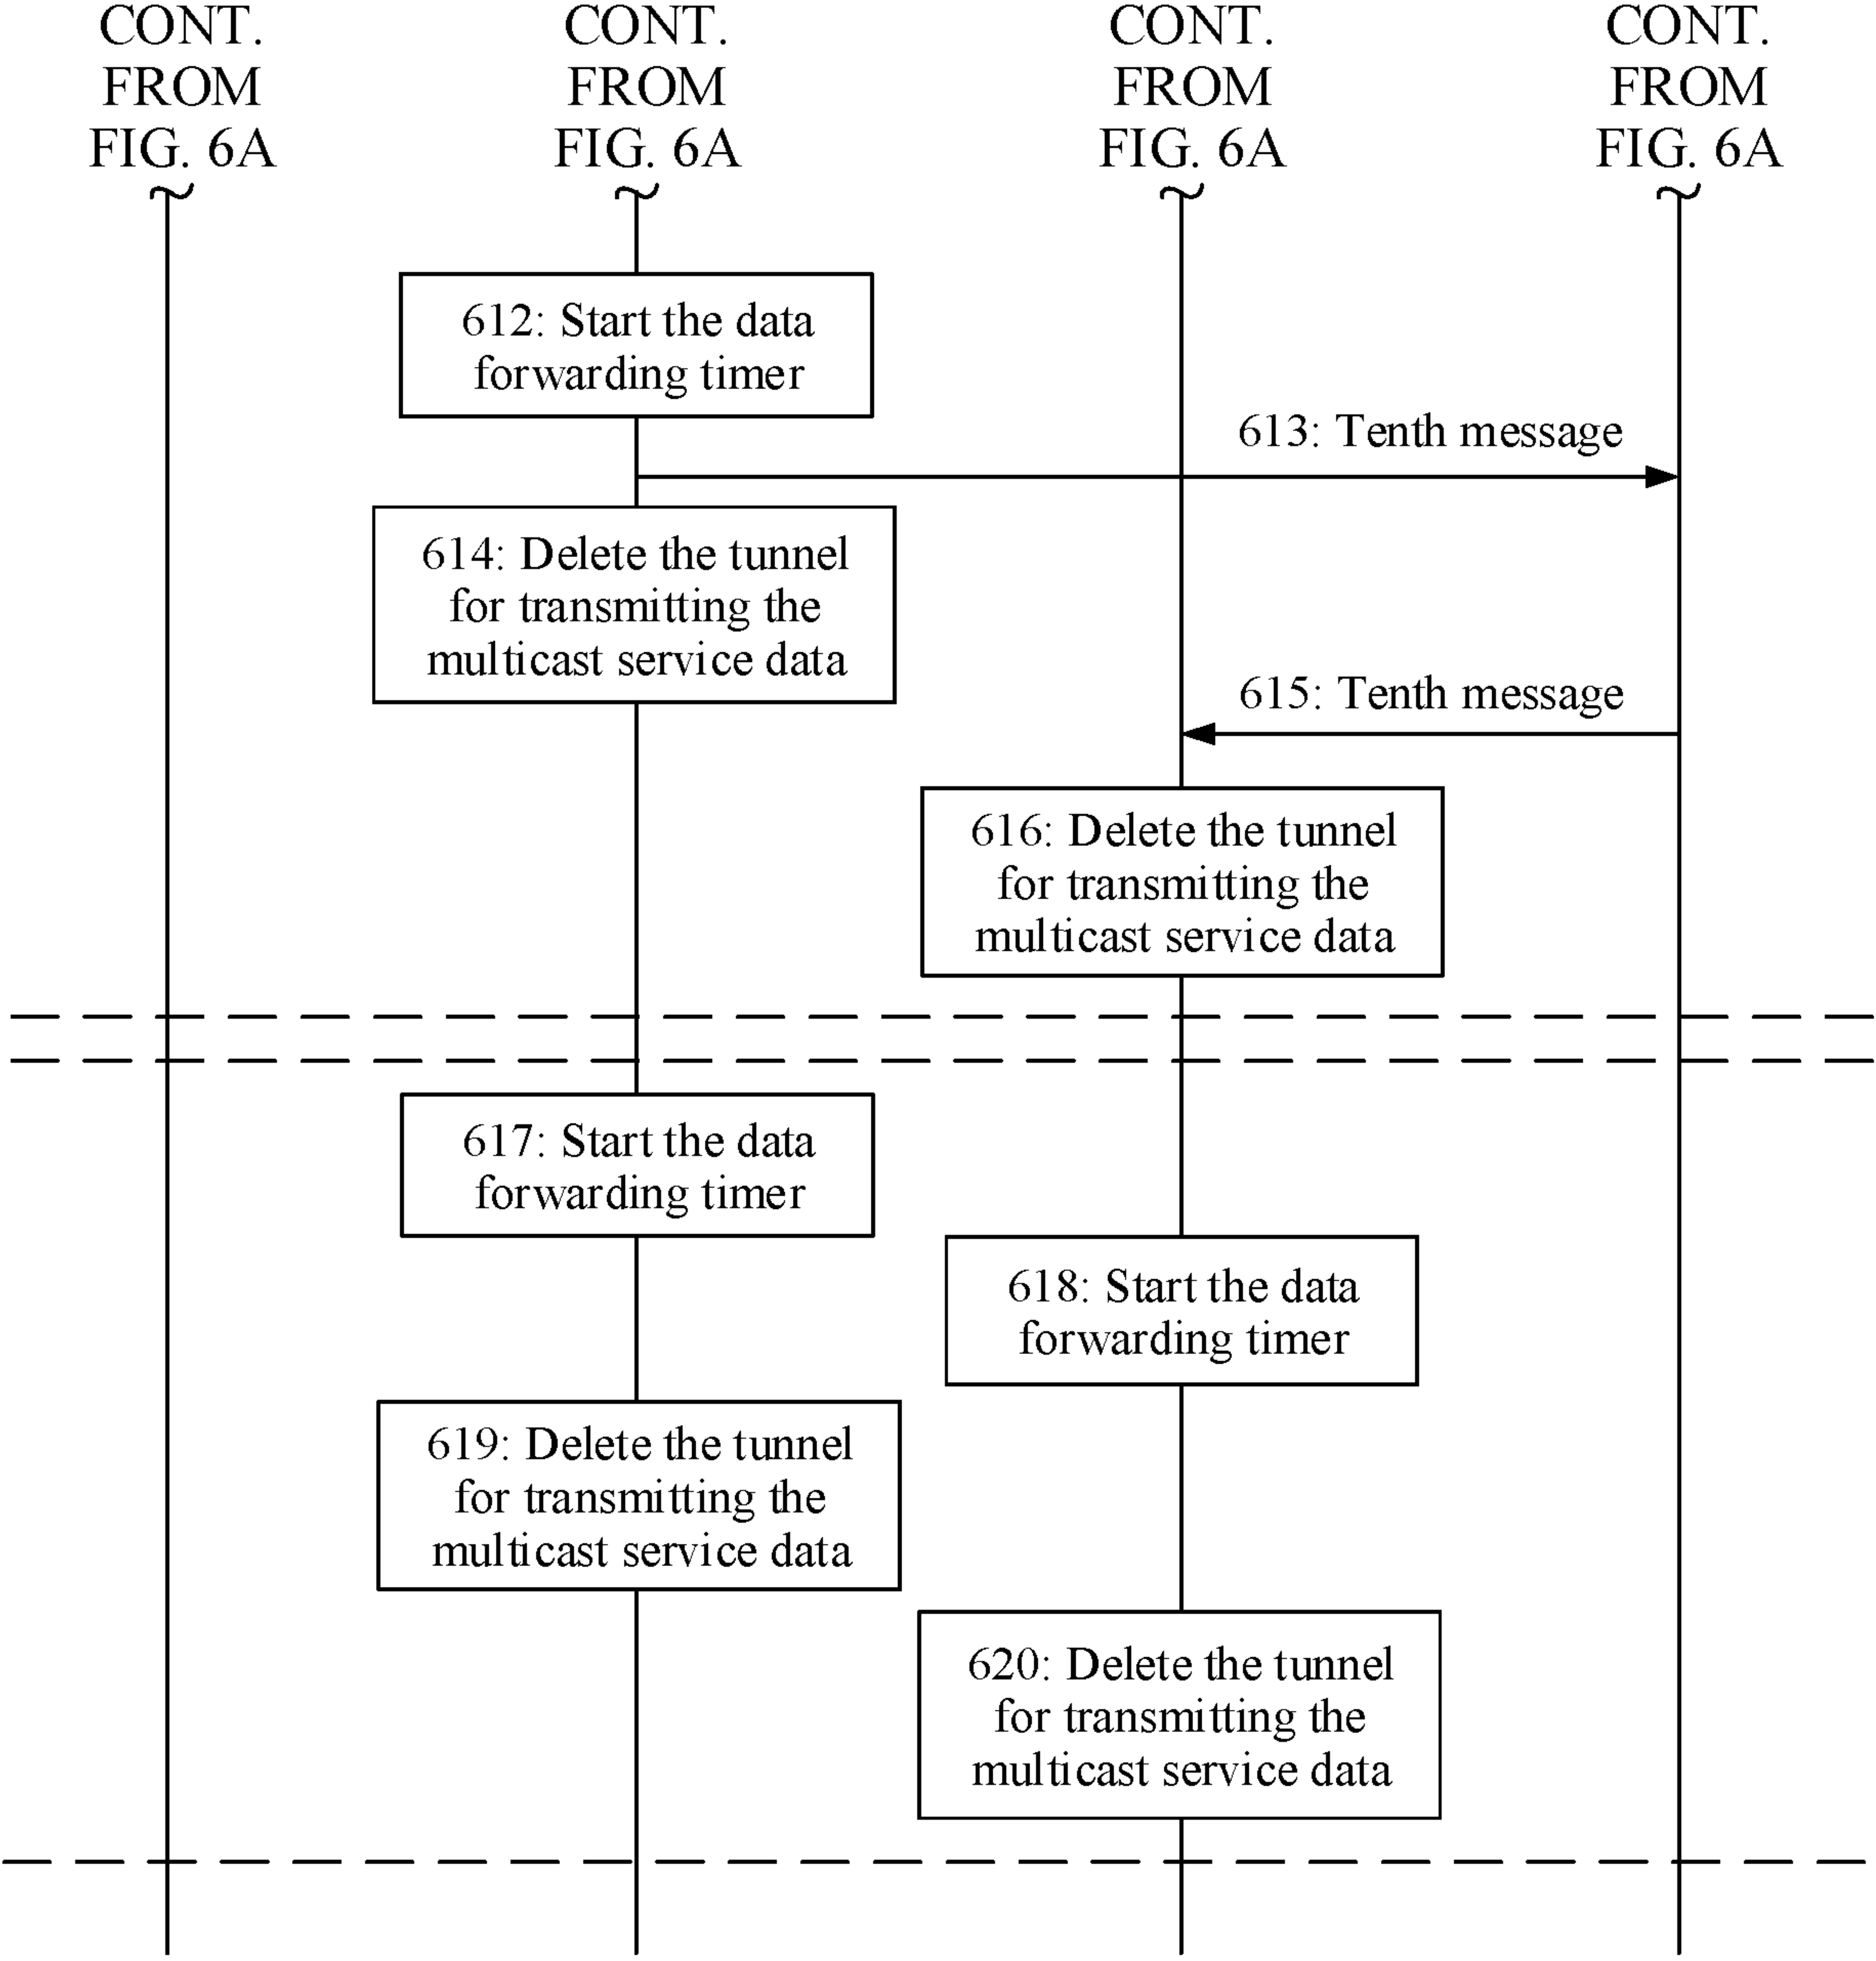 CONT.
FROM
FIG. 6A
CONT.
FROM
FIG. 6A
CONT.
FROM
FIG. 6A
CONT.
FROM
FIG. 6A
612: Start the data
forwarding timer
613: Tenth message
614: Delete the tunnel
for transmitting the
multicast service data
615: Tenth message
616: Delete the tunnel
for transmitting the
multicast service data
617: Start the data
forwarding timer
618: Start the data
forwarding timer
619: Delete the tunnel
for transmitting the
multicast service data
620: Delete the tunnel
for transmitting the
multicast service data